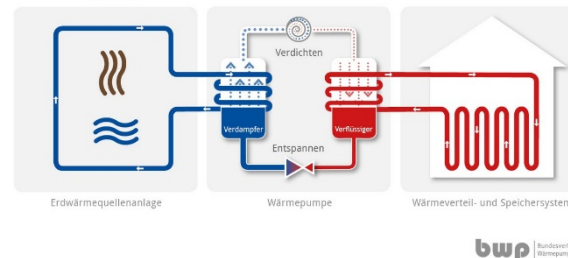 Verdichten
Verdampfer
Verflüssiger
Entspannen
Erdwärmequellenanlage
Wärmepumpe
Wärmeverteil- und Speichersystem
bwp